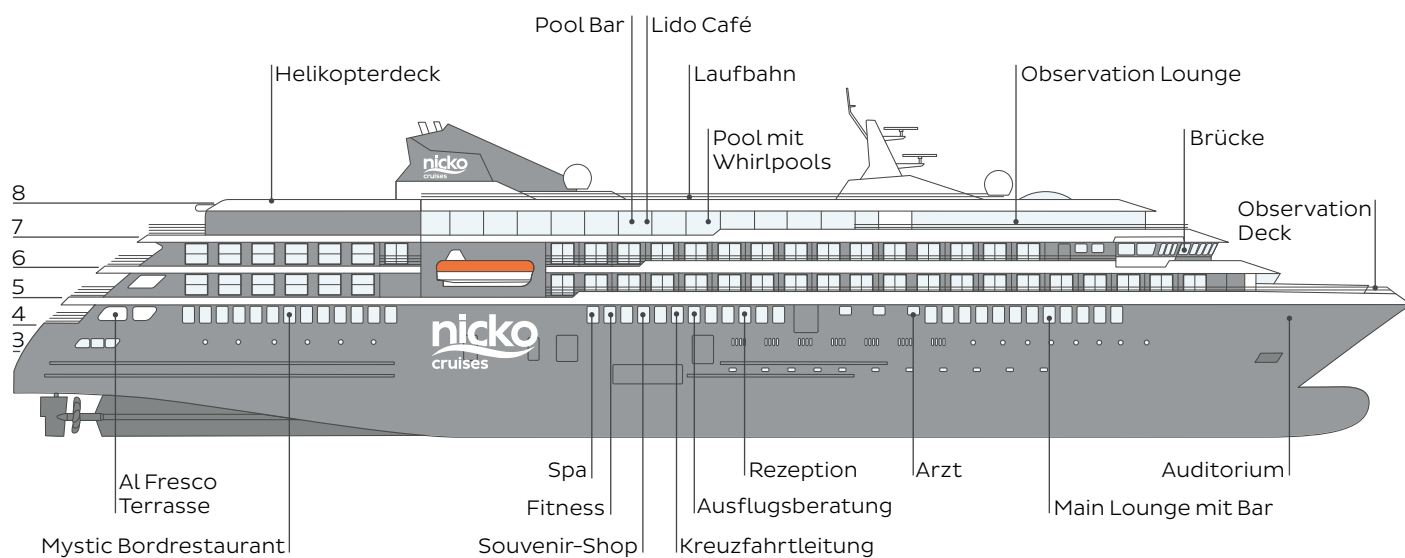 Pool Bar
Lido Café
Helikopterdeck
Laufbahn
Observation Lounge
Pool mit
Whirlpools
Brücke
nicko
cruises
8
7
6
5
4
3
Observation
Deck
nicko
cruises
Al Fresco
Terrasse
Spa
Rezeption
Arzt
Auditorium
Fitness
Ausflugsberatung
Main Lounge mit Bar
Mystic Bordrestaurant
Souvenir-Shop
Kreuzfahrtleitung